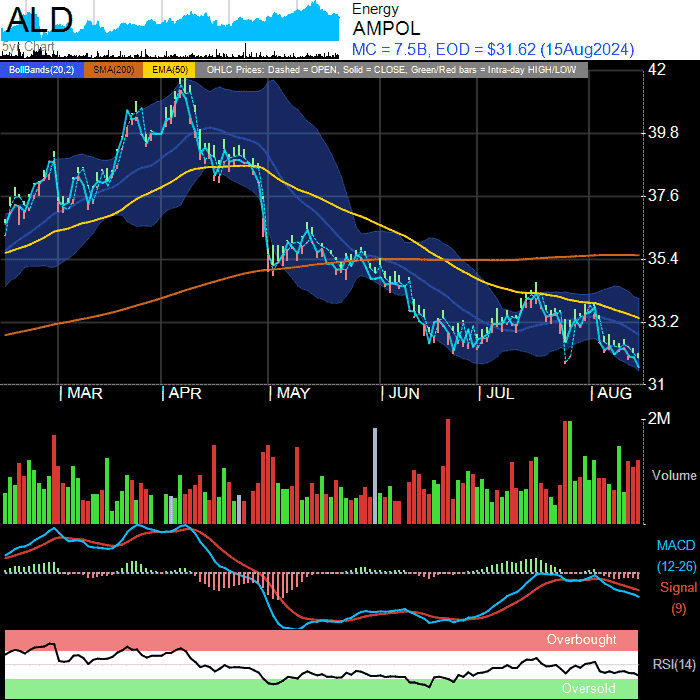 ALD
Energy
AMPOL
5yr Chart
MC = 7.5B, EOD = $31.62 (15Aug2024)
BollBands(20,2) SMA(200) EMA(50) OHLC Prices: Dashed = OPEN, Solid = CLOSE, Green/Red bars = Intra-day HIGH/LOW
42
39.8
37.6
35.4
33.2
31
| MAR | APR | MAY | JUN | JUL | AUG
2M
Volume
MACD
(12-26)
Signal
(9)
Overbought
RSI(14)
Oversold